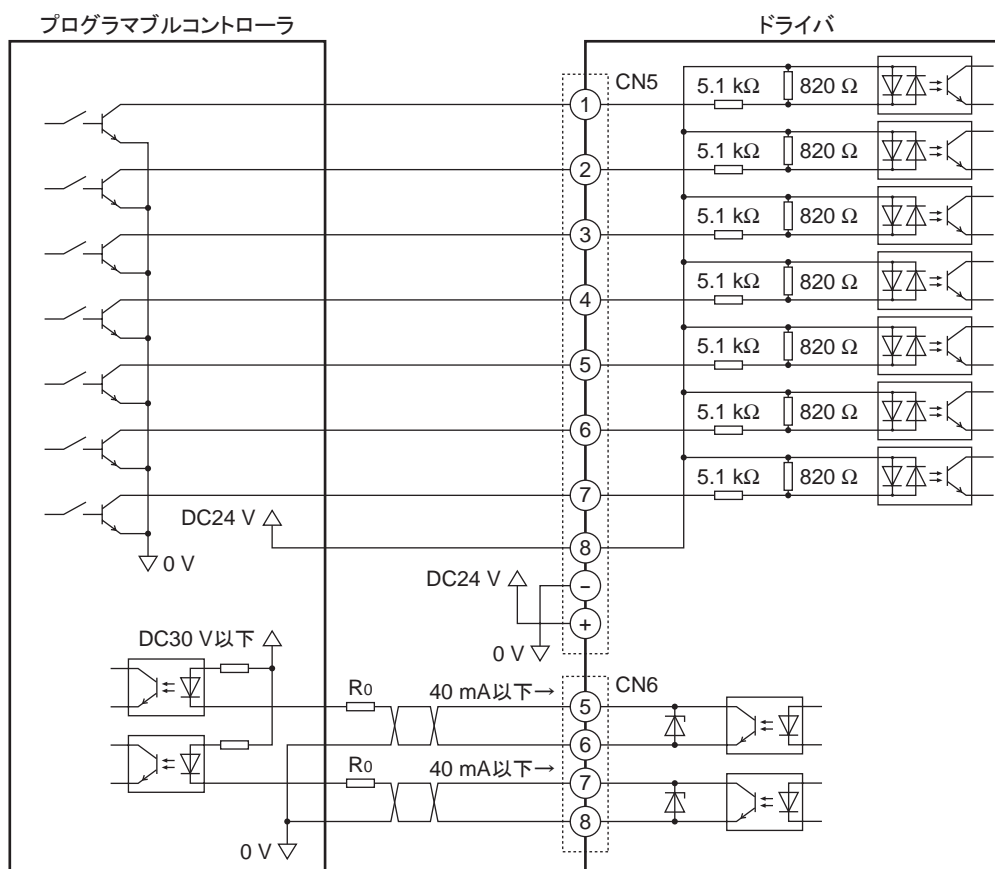 プログラマブルコントローラ
ドライバ
CN5
1
5.1 kΩ
820 Ω
2
5.1 kΩ
820 Ω
3
5.1 kΩ
820 Ω
4
5.1 kΩ
820 Ω
5
5.1 kΩ
820 Ω
6
5.1 kΩ
820 Ω
7
5.1 kΩ
820 Ω
DC24 V
8
0 V
DC24 V
−
+
0 V
DC30 V以下
CN6
R0
40 mA以下→
5
6
R0
40 mA以下→
7
8
0 V